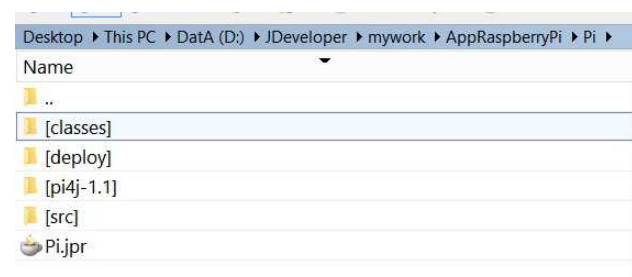 Desktop ▸ This PC ▸ DatA (D:) ▸ JDeveloper ▸ mywork ▸ AppRaspberryPi ▸ Pi ▸
Name
..
[classes]
[deploy]
[pi4j-1.1]
[src]
Pi.jpr